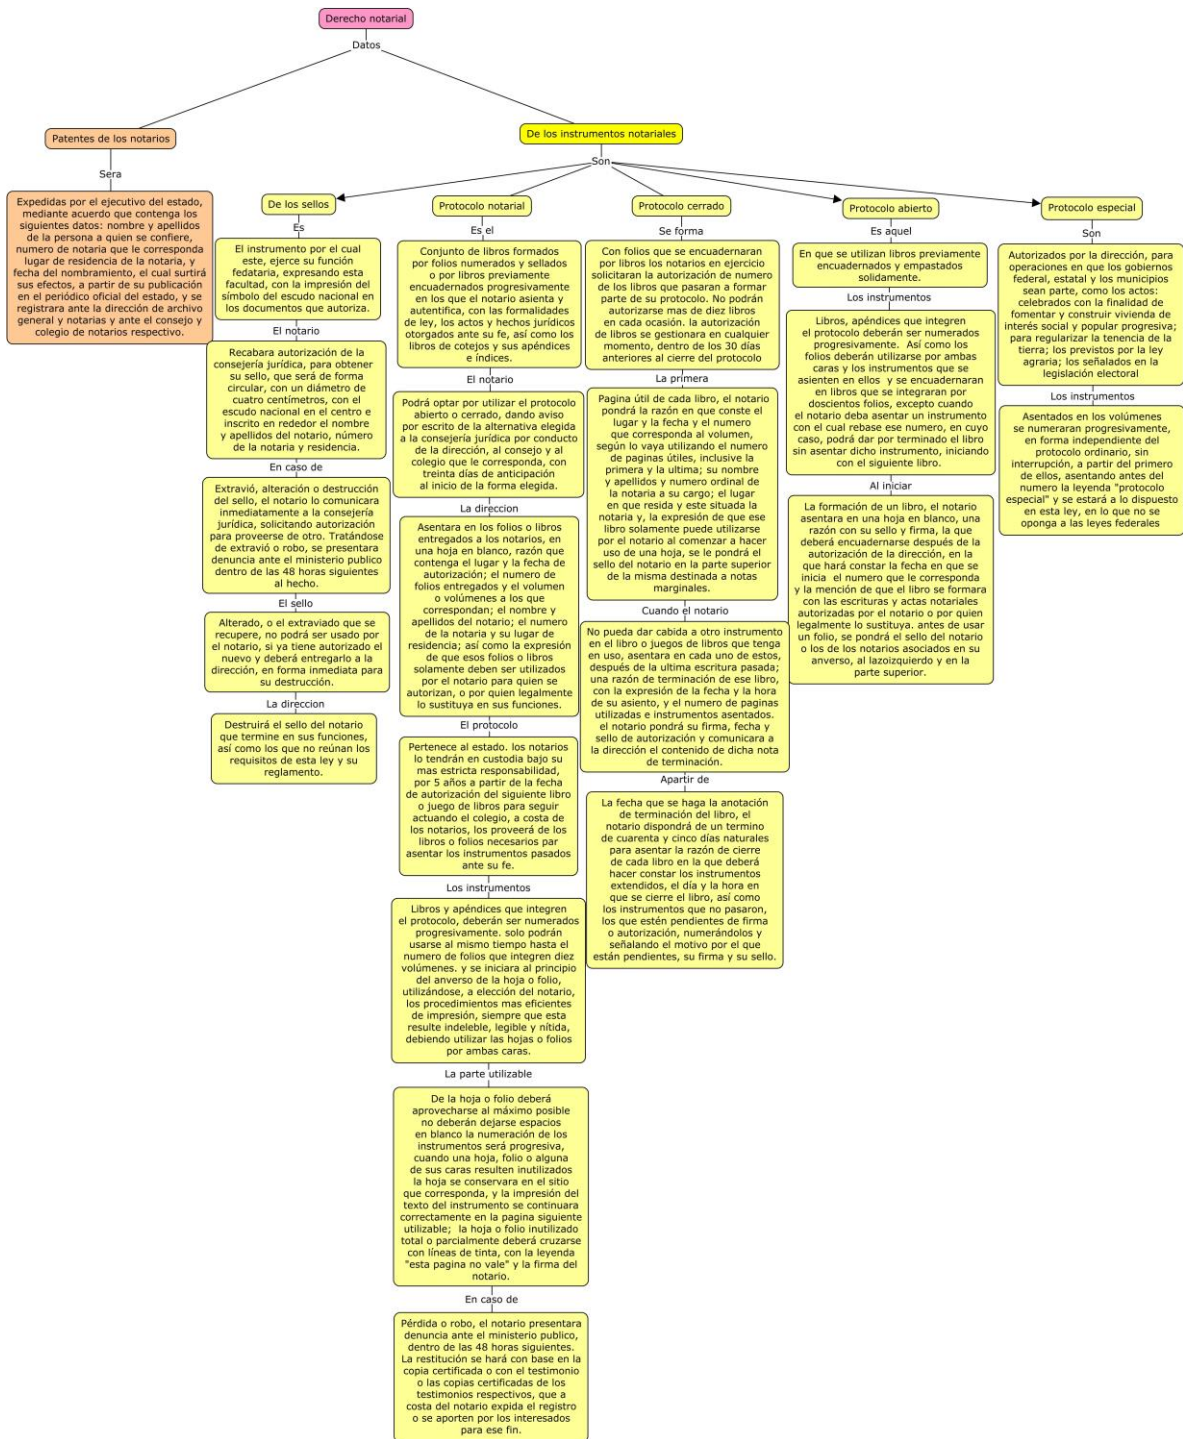 Derecho notarial
Datos
Patentes de los notarios
Sera
Expedidas por el ejecutivo del estado,
mediante acuerdo que contenga los
siguientes datos: nombre y apellidos
de la persona a quien se confiere,
numero de notaria que le corresponda
lugar de residencia de la notaría, y
fecha del nombramiento, el cual surtirá
sus efectos, a partir de su publicación
en el periódico oficial del estado, y se
registrara ante la dirección de archivo
general y notarias y ante el consejo y
colegio de notarios respectivo.
De los instrumentos notariales
Son
De los sellos
Es
El instrumento por el cual
este, ejerce su función
fedataria, expresando esta
facultad, con la impresión del
símbolo del escudo nacional en
los documentos que autoriza.
El notario
Recabara autorización de la
consejería jurídica, para obtener
su sello, que será de forma
circular, con un diámetro de
cuatro centímetros, con el
escudo nacional en el centro e
inscrito en rededor el nombre
y apellidos del notario, número
de la notaria y residencia.
En caso de
Extravió, alteración o destrucción
del sello, el notario lo comunicara
inmediatamente a la consejería
jurídica, solicitando autorización
para proveerse de otro. Tratándose
de extravió o robo, se presentara
denuncia ante el ministerio publico
dentro de las 48 horas siguientes
al hecho.
El sello
Alterado, o el extraviado que se
recupere, no podrá ser usado por
el notario, si ya tiene autorizado el
nuevo y deberá entregarlo a la
dirección, en forma inmediata para
su destrucción.
La direccion
Destruirá el sello del notario
que termine en sus funciones,
así como los que no reúnan los
requisitos de esta ley y su
reglamento.
Protocolo notarial
Es el
Conjunto de libros formados
por folios numerados y sellados
o por libros previamente
encuadernados progresivamente
en los que el notario asienta y
autentifica, con las formalidades
de ley, los actos y hechos jurídicos
otorgados ante su fe, así como los
libros de cotejos y sus apéndices
e índices.
El notario
Podrá optar por utilizar el protocolo
abierto o cerrado, dando aviso
por escrito de la alternativa elegida
a la consejería jurídica por conducto
de la dirección, al consejo y al
colegio que le corresponda, con
treinta días de anticipación
al inicio de la forma elegida.
La direccion
Asentara en los folios o libros
entregados a los notarios, en
una hoja en blanco, razón que
contenga el lugar y la fecha de
autorización; el numero de
folios entregados y el volumen
o volúmenes a los que
correspondan; el nombre y
apellidos del notario; el numero
de la notaria y su lugar de
residencia; así como la expresión
de que esos folios o libros
solamente deben ser utilizados
por el notario para quien se
autorizan, o por quien legalmente
lo sustituya en sus funciones.
El protocolo
Pertenece al estado. los notarios
lo tendrán en custodia bajo su
mas estricta responsabilidad,
por 5 años a partir de la fecha
de autorización del siguiente libro
o juego de libros para seguir
actuando el colegio, a costa de
los notarios, los proveerá de los
libros o folios necesarios par
asentar los instrumentos pasados
ante su fe.
Los instrumentos
Libros y apéndices que integren
el protocolo, deberán ser numerados
progresivamente. solo podrán
usarse al mismo tiempo hasta el
numero de folios que integren diez
volúmenes. y se iniciara al principio
del anverso de la hoja o folio,
utilizándose, a elección del notario,
los procedimientos mas eficientes
de impresión, siempre que esta
resulte indeleble, legible y nítida,
debiendo utilizar las hojas o folios
por ambas caras.
La parte utilizable
De la hoja o folio deberá
aprovecharse al máximo posible
no deberán dejarse espacios
en blanco la numeración de los
instrumentos será progresiva,
cuando una hoja, folio o alguna
de sus caras resulten inutilizados
la hoja se conservara en el sitio
que corresponda, y la impresión del
texto del instrumento se continuara
correctamente en la pagina siguiente
utilizable; la hoja o folio inutilizado
total o parcialmente deberá cruzarse
con líneas de tinta, con la leyenda
"esta pagina no vale" y la firma del
notario.
En caso de
Pérdida o robo, el notario presentara
denuncia ante el ministerio publico,
dentro de las 48 horas siguientes.
La restitución se hará con base en la
copia certificada o con el testimonio
o las copias certificadas de los
testimonios respectivos, que a
costa del notario expida el registro
o se aporten por los interesados
para ese fin.
Protocolo cerrado
Se forma
Con folios que se encuadernaran
por libros los notarios en ejercicio
solicitaran la autorización de numero
de los libros que pasaran a formar
parte de su protocolo. No podrán
autorizarse mas de diez libros
en cada ocasión. la autorización
de libros se gestionara en cualquier
momento, dentro de los 30 días
anteriores al cierre del protocolo
La primera
Pagina útil de cada libro, el notario
pondrá la razón en que conste el
lugar y la fecha y el numero
que corresponda al volumen,
según lo vaya utilizando el numero
de paginas útiles, inclusive la
primera y la ultima; su nombre
y apellidos y numero ordinal de
la notaria a su cargo; el lugar
en que resida y este situada la
notaria y, la expresión de que ese
libro solamente puede utilizarse
por el notario al comenzar a hacer
uso de una hoja, se le pondrá el
sello del notario en la parte superior
de la misma destinada a notas
marginales.
Cuando el notario
No pueda dar cabida a otro instrumento
en el libro o juegos de libros que tenga
en uso, asentara en cada uno de estos,
después de la ultima escritura pasada;
una razón de terminación de ese libro,
con la expresión de la fecha y la hora
de su asiento, y el numero de paginas
utilizadas e instrumentos asentados.
el notario pondrá su firma, fecha y
sello de autorización y comunicara a
la dirección el contenido de dicha nota
de terminación.
Apartir de
La fecha que se haga la anotación
de terminación del libro, el
notario dispondrá de un termino
de cuarenta y cinco días naturales
para asentar la razón de cierre
de cada libro en la que deberá
hacer constar los instrumentos
extendidos, el día y la hora en
que se cierre el libro, así como
los instrumentos que no pasaron,
los que estén pendientes de firma
o autorización, numerándolos y
señalando el motivo por el que
están pendientes, su firma y su sello.
Protocolo abierto
Es aquel
En que se utilizan libros previamente
encuadernados y empastados
solidamente.
Los instrumentos
Libros, apéndices que integren
el protocolo deberán ser numerados
progresivamente. Así como los
folios deberán utilizarse por ambas
caras y los instrumentos que se
asienten en ellos y se encuadernaran
en libros que se integraran por
doscientos folios, excepto cuando
el notario deba asentar un instrumento
con el cual rebase ese numero, en cuyo
caso, podrá dar por terminado el libro
sin asentar dicho instrumento, iniciando
con el siguiente libro.
Al iniciar
La formación de un libro, el notario
asentara en una hoja en blanco, una
razón con su sello y firma, la que
deberá encuadernarse después de la
autorización de la dirección, en la
que hará constar la fecha en que se
inicia el numero que le corresponda
y la mención de que el libro se formara
con las escrituras y actas notariales
autorizadas por el notario o por quien
legalmente lo sustituya. antes de usar
un folio, se pondrá el sello del notario
o los de los notarios asociados en su
anverso, al lazoizquierdo y en la
parte superior.
Protocolo especial
Son
Autorizados por la dirección, para
operaciones en que los gobiernos
federal, estatal y los municipios
sean parte, como los actos:
celebrados con la finalidad de
fomentar y construir vivienda de
interés social y popular progresiva;
para regularizar la tenencia de la
tierra; los previstos por la ley
agraria; los señalados en la
legislación electoral
Los instrumentos
Asentados en los volúmenes
se numeraran progresivamente,
en forma independiente del
protocolo ordinario, sin
interrupción, a partir del primero
de ellos, asentando antes del
numero la leyenda "protocolo
especial" y se estará a lo dispuesto
en esta ley, en lo que no se
oponga a las leyes federales